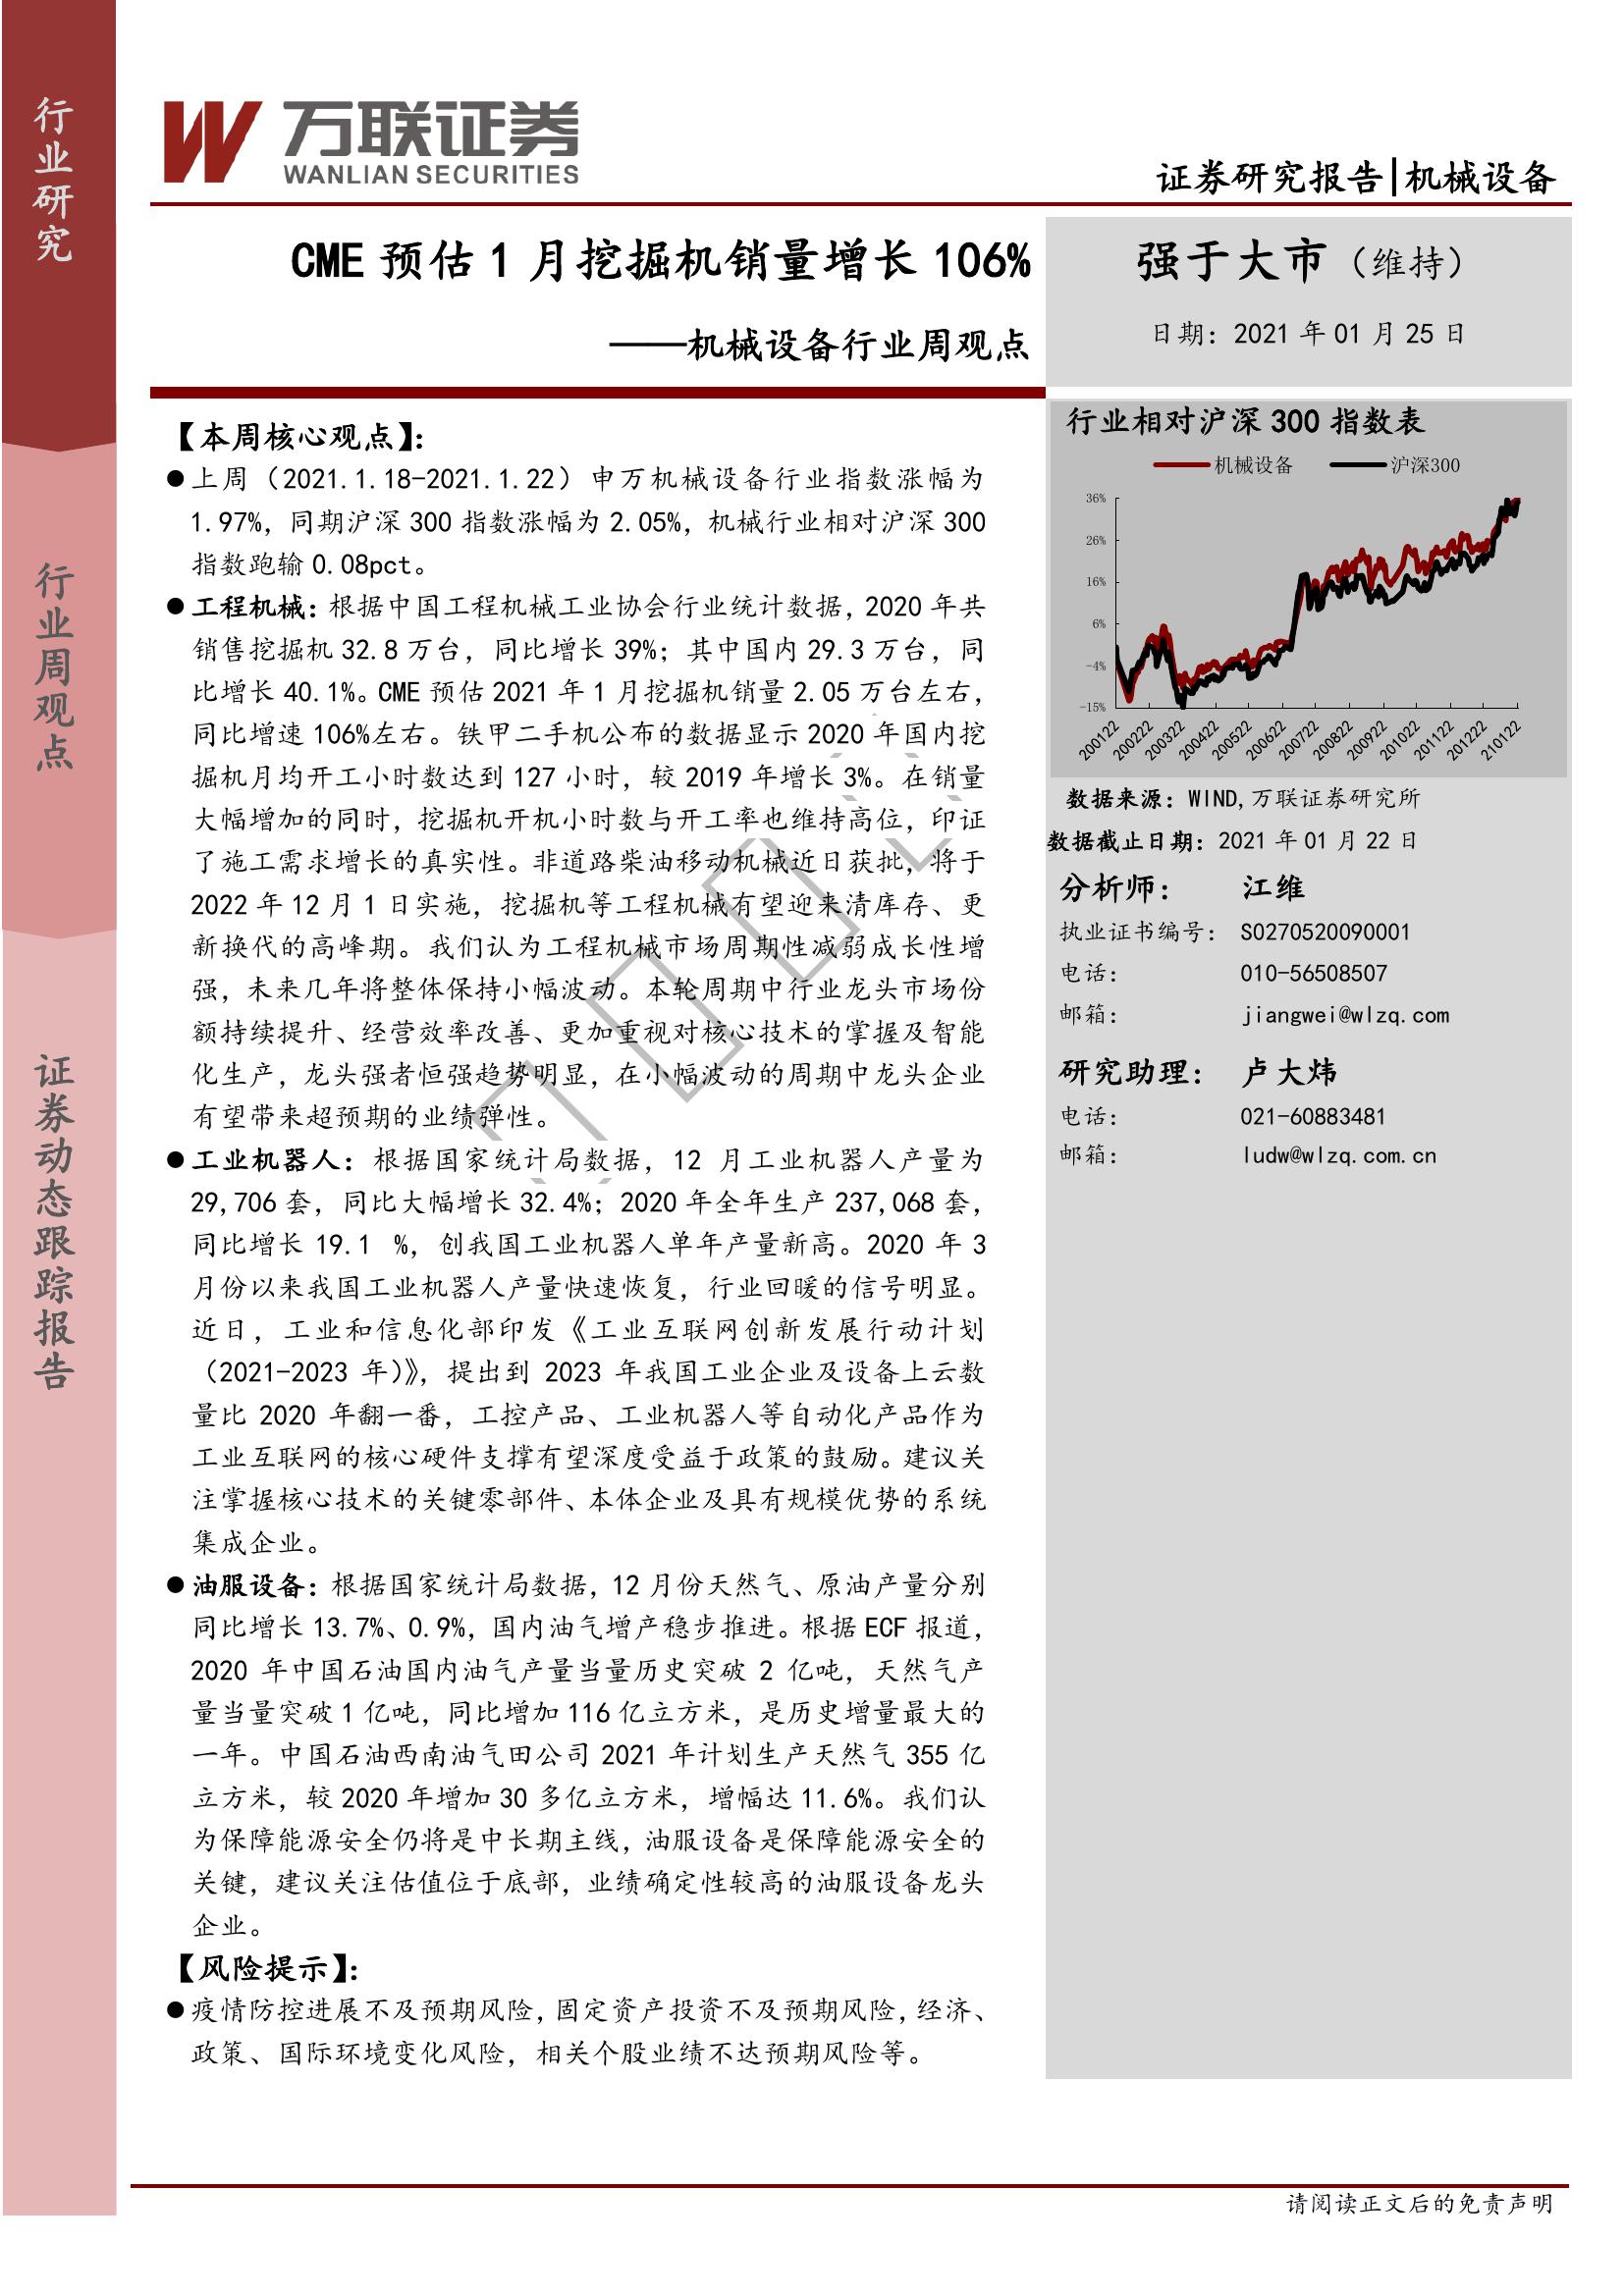 行业研究
行业周观点
证券动态跟踪报告
万联证券
WANLIAN SECURITIES
证券研究报告|机械设备
CME 预估 1 月挖掘机销量增长 106%
——机械设备行业周观点
强于大市（维持）
日期：2021 年 01 月 25 日
【本周核心观点】：
●上周（2021.1.18-2021.1.22）申万机械设备行业指数涨幅为
1.97%，同期沪深 300 指数涨幅为 2.05%，机械行业相对沪深 300
指数跑输 0.08pct。
●工程机械：根据中国工程机械工业协会行业统计数据，2020 年共
销售挖掘机 32.8 万台，同比增长 39%；其中国内 29.3 万台，同
比增长 40.1%。CME 预估 2021 年 1 月挖掘机销量 2.05 万台左右，
同比增速 106%左右。铁甲二手机公布的数据显示 2020 年国内挖
掘机月均开工小时数达到 127 小时，较 2019 年增长 3%。在销量
大幅增加的同时，挖掘机开机小时数与开工率也维持高位，印证
了施工需求增长的真实性。非道路柴油移动机械近日获批，将于
2022 年 12 月 1 日实施，挖掘机等工程机械有望迎来清库存、更
新换代的高峰期。我们认为工程机械市场周期性减弱成长性增
强，未来几年将整体保持小幅波动。本轮周期中行业龙头市场份
额持续提升、经营效率改善、更加重视对核心技术的掌握及智能
化生产，龙头强者恒强趋势明显，在小幅波动的周期中龙头企业
有望带来超预期的业绩弹性。
●工业机器人：根据国家统计局数据，12 月工业机器人产量为
29,706 套，同比大幅增长 32.4%；2020 年全年生产 237,068 套，
同比增长 19.1 %，创我国工业机器人单年产量新高。2020 年 3
月份以来我国工业机器人产量快速恢复，行业回暖的信号明显。
近日，工业和信息化部印发《工业互联网创新发展行动计划
（2021-2023 年）》，提出到 2023 年我国工业企业及设备上云数
量比 2020 年翻一番，工控产品、工业机器人等自动化产品作为
工业互联网的核心硬件支撑有望深度受益于政策的鼓励。建议关
注掌握核心技术的关键零部件、本体企业及具有规模优势的系统
集成企业。
●油服设备：根据国家统计局数据，12 月份天然气、原油产量分别
同比增长 13.7%、0.9%，国内油气增产稳步推进。根据 ECF 报道，
2020 年中国石油国内油气产量当量历史突破 2 亿吨，天然气产
量当量突破 1 亿吨，同比增加 116 亿立方米，是历史增量最大的
一年。中国石油西南油气田公司 2021 年计划生产天然气 355 亿
立方米，较 2020 年增加 30 多亿立方米，增幅达 11.6%。我们认
为保障能源安全仍将是中长期主线，油服设备是保障能源安全的
关键，建议关注估值位于底部，业绩确定性较高的油服设备龙头
企业。
【风险提示】：
●疫情防控进展不及预期风险，固定资产投资不及预期风险，经济、
政策、国际环境变化风险，相关个股业绩不达预期风险等。
行业相对沪深 300 指数表
机械设备 沪深300
36%
26%
16%
6%
-4%
-15%
200122 200222 200322 200422 200522 200622 200722 200822 200922 201022 201122 201222 210122
数据来源：WIND,万联证券研究所
数据截止日期：2021 年 01 月 22 日
分析师： 江维
执业证书编号： S0270520090001
电话： 010-56508507
邮箱： jiangwei@wlzq.com
研究助理： 卢大炜
电话： 021-60883481
邮箱： ludw@wlzq.com.cn
请阅读正文后的免责声明